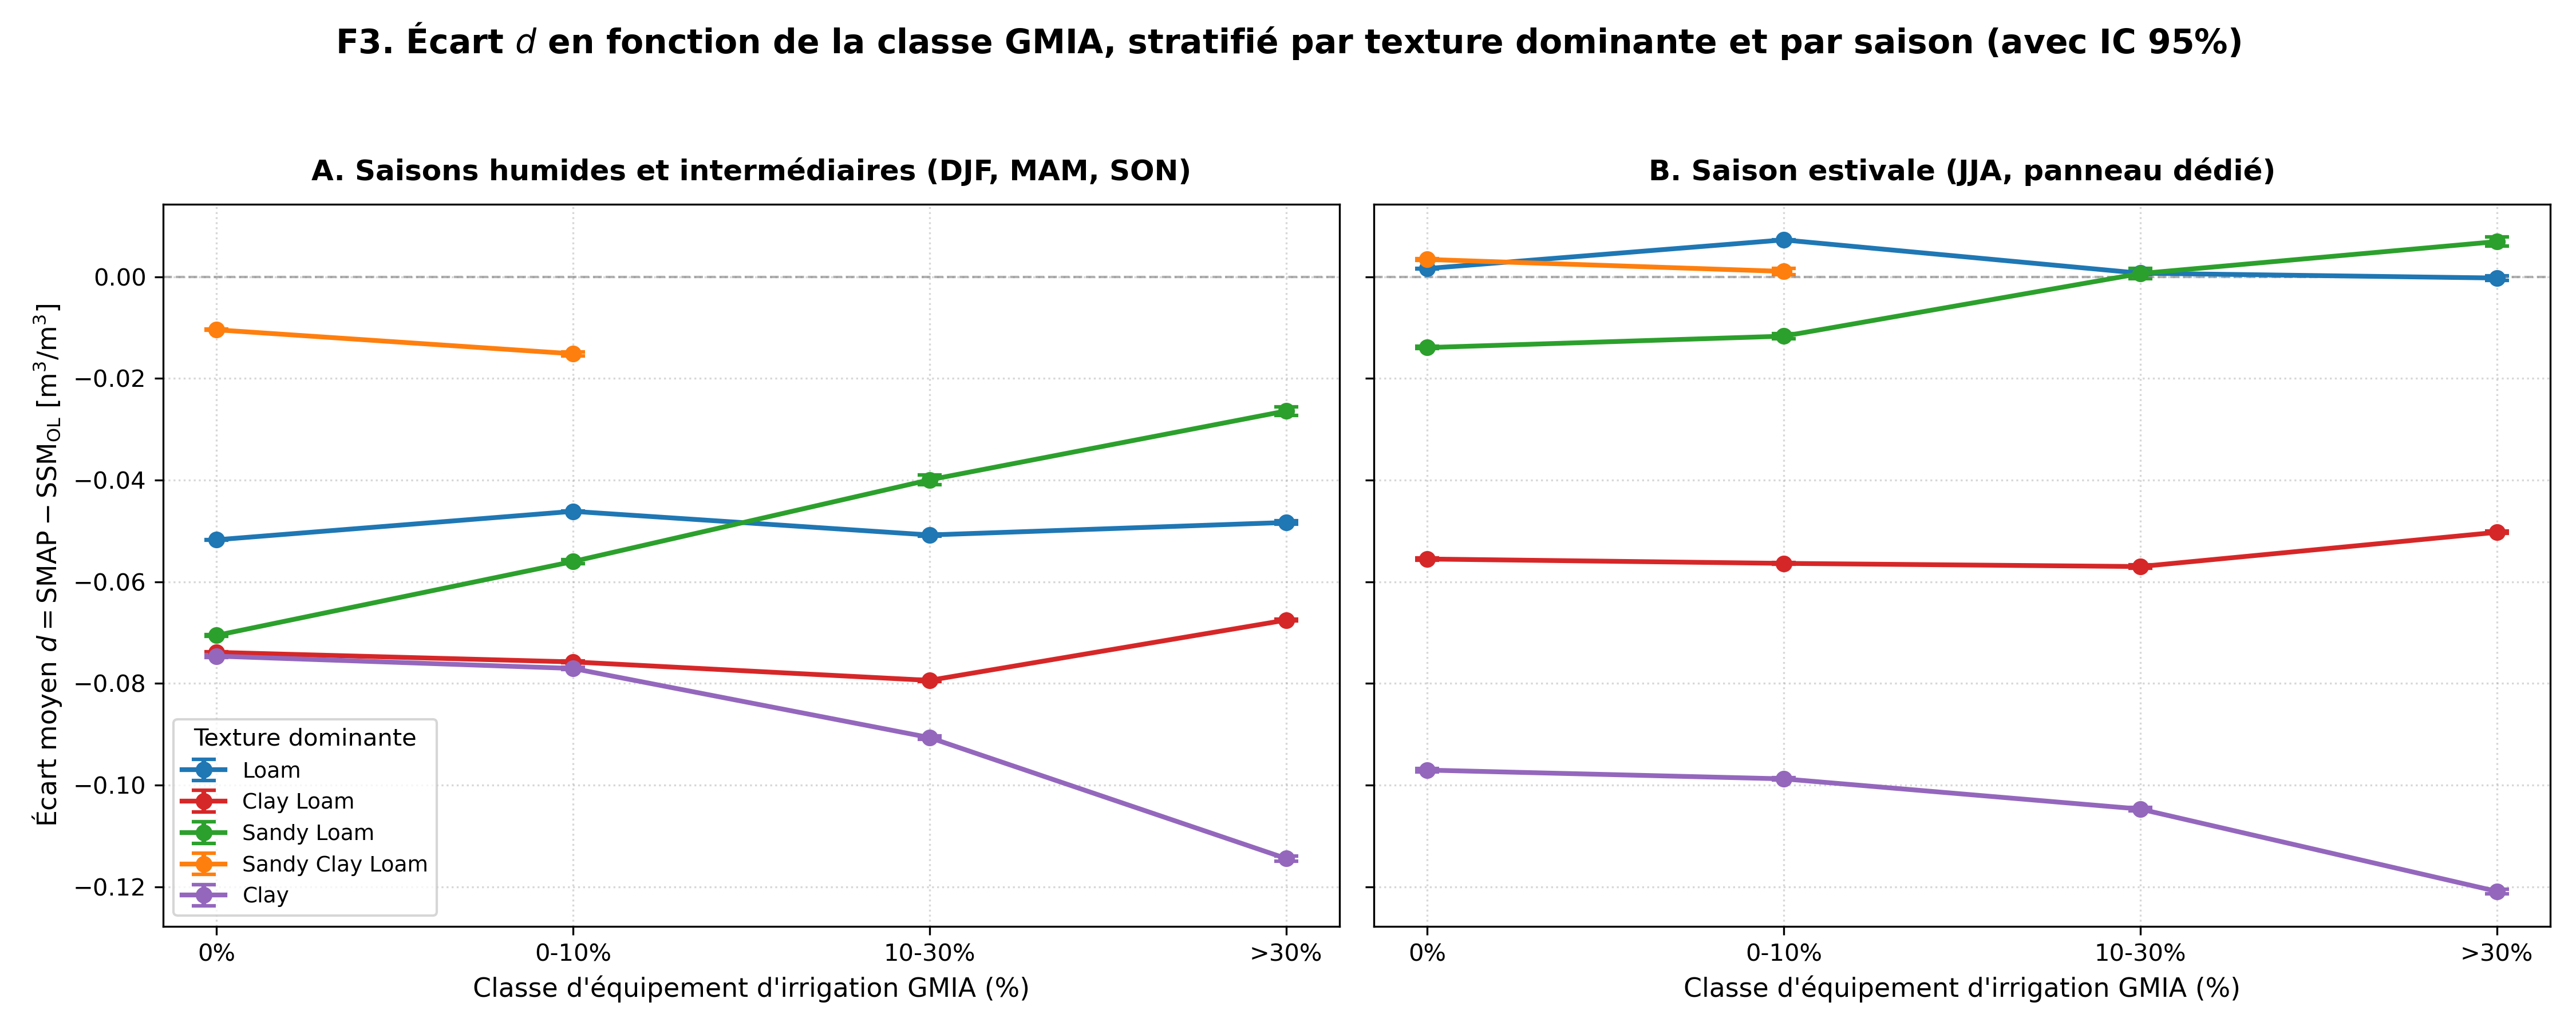 F3. Écart d en fonction de la classe GMIA, stratifié par texture dominante et par saison (avec IC 95%)
A. Saisons humides et intermédiaires (DJF, MAM, SON)
B. Saison estivale (JJA, panneau dédié)
Écart moyen d = SMAP − SSM_OL [m³/m³]
0.00
−0.02
−0.04
−0.06
−0.08
−0.10
−0.12
Texture dominante
Loam
Clay Loam
Sandy Loam
Sandy Clay Loam
Clay
0% 0-10% 10-30% >30%
Classe d'équipement d'irrigation GMIA (%)
0% 0-10% 10-30% >30%
Classe d'équipement d'irrigation GMIA (%)